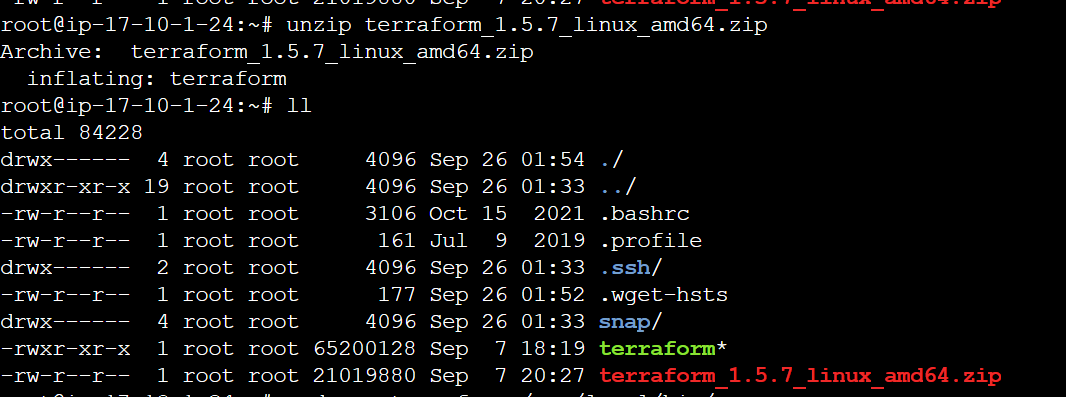 root@ip-17-10-1-24:~# unzip terraform_1.5.7_linux_amd64.zip
Archive:  terraform_1.5.7_linux_amd64.zip
  inflating: terraform
root@ip-17-10-1-24:~# ll
total 84228
drwx------  4 root root     4096 Sep 26 01:54 ./
drwxr-xr-x 19 root root     4096 Sep 26 01:33 ../
-rw-r--r--  1 root root     3106 Oct 15  2021 .bashrc
-rw-r--r--  1 root root      161 Jul  9  2019 .profile
drwx------  2 root root     4096 Sep 26 01:33 .ssh/
-rw-r--r--  1 root root      177 Sep 26 01:52 .wget-hsts
drwx------  4 root root     4096 Sep 26 01:33 snap/
-rwxr-xr-x  1 root root 65200128 Sep  7 18:19 terraform*
-rw-r--r--  1 root root 21019880 Sep  7 20:27 terraform_1.5.7_linux_amd64.zip